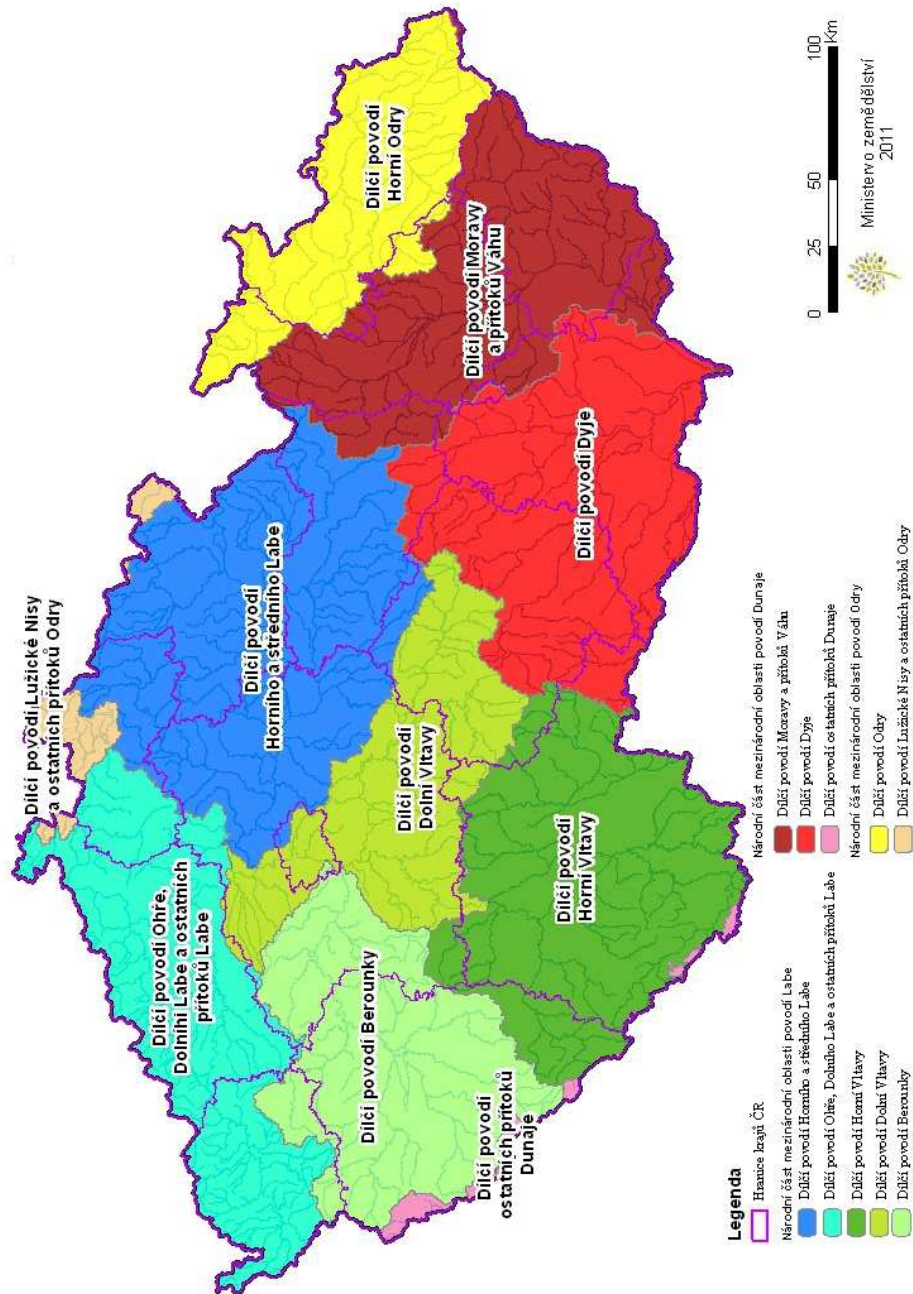 Dílčí povodí Lužické Nisy
a ostatních přítoků Odry
Dílčí povodí Ohře,
Dolního Labe a ostatních
přítoků Labe
Dílčí povodí
Horního a středního Labe
Dílčí povodí
Horní Odry
Dílčí povodí Berounky
Dílčí povodí
Dolní Vltavy
Dílčí povodí Moravy
a přítoků Váhu
Dílčí povodí
ostatních přítoků
Dunaje
Dílčí povodí
Horní Vltavy
Dílčí povodí Dyje
Legenda
Hranice krajů ČR
Národní část mezinárodní oblasti povodí Labe
Dílčí povodí Horního a středního Labe
Dílčí povodí Ohře, Dolního Labe a ostatních přítoků Labe
Dílčí povodí Horní Vltavy
Dílčí povodí Dolní Vltavy
Dílčí povodí Berounky
Národní část mezinárodní oblasti povodí Dunaje
Dílčí povodí Moravy a přítoků Váhu
Dílčí povodí Dyje
Dílčí povodí ostatních přítoků Dunaje
Národní část mezinárodní oblasti povodí Odry
Dílčí povodí Odry
Dílčí povodí Lužické Nisy a ostatních přítoků Odry
0 25 50 100
Km
Ministerstvo zemědělství
2011